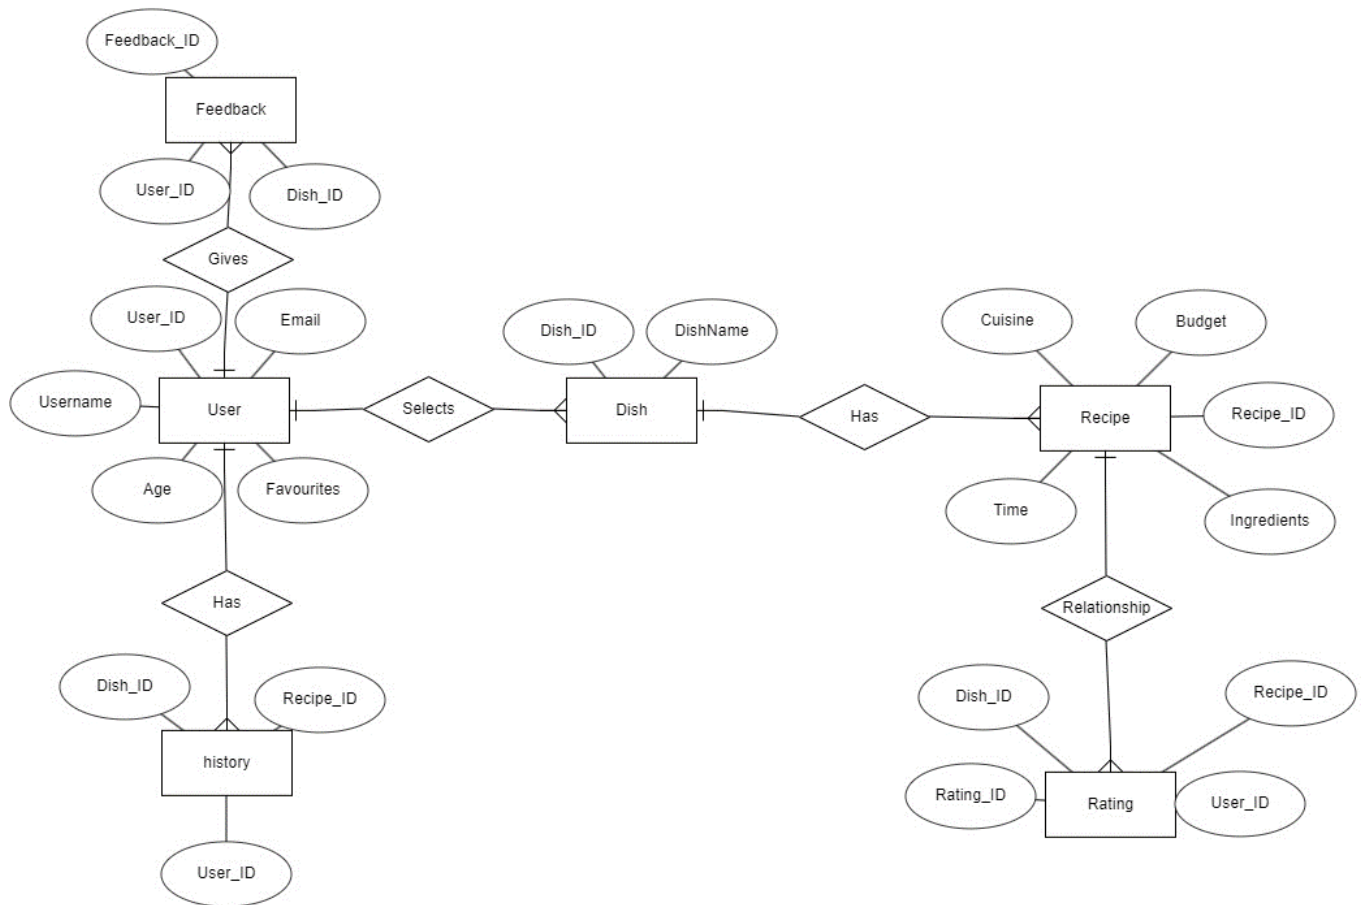 Feedback_ID
Feedback
User_ID
Dish_ID
Gives
User_ID
Email
Username
User
Age
Favourites
Selects
Dish_ID
DishName
Dish
Has
Cuisine
Budget
Recipe
Recipe_ID
Time
Ingredients
Has
Dish_ID
Recipe_ID
history
User_ID
Relationship
Dish_ID
Recipe_ID
Rating_ID
Rating
User_ID